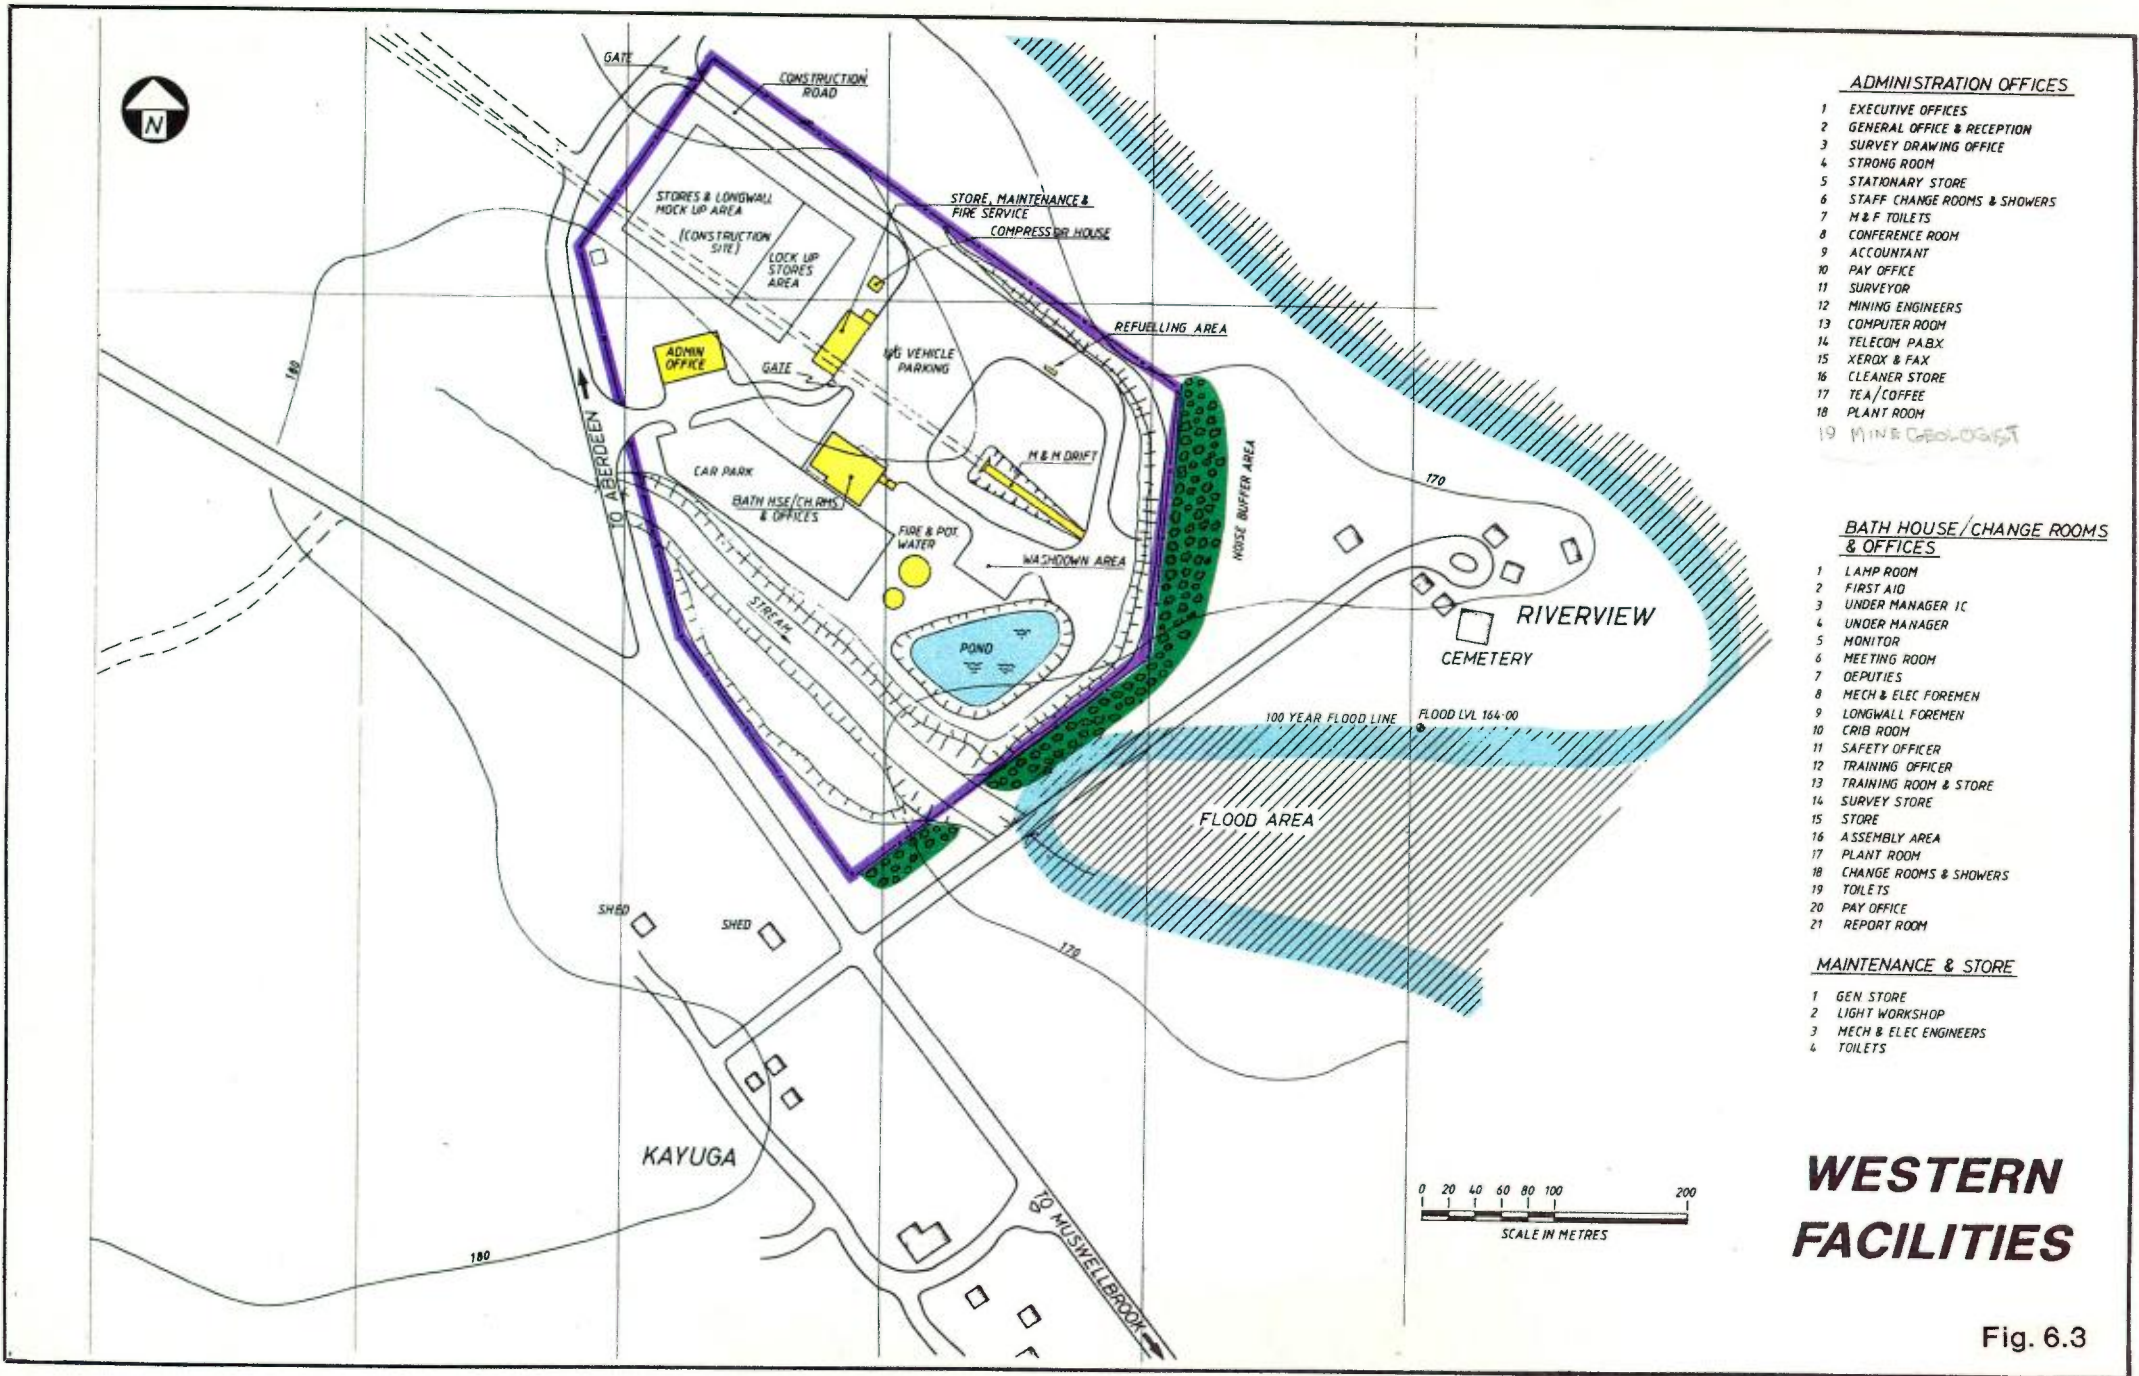 N
GATE
CONSTRUCTION
ROAD
STORES & LONGWALL
MOCK UP AREA
(CONSTRUCTION
SITE)
LOCK UP
STORES
AREA
STORE, MAINTENANCE &
FIRE SERVICE
COMPRESSOR HOUSE
REFUELLING AREA
U/G VEHICLE
PARKING
ADMIN
OFFICE
GATE
180
TO ABERDEEN
CAR PARK
BATH HSE/CH.RMS
& OFFICES
M & M DRIFT
FIRE & POT.
WATER
WASHDOWN AREA
NOISE BUFFER AREA
170
STREAM
POND
RIVERVIEW
CEMETERY
100 YEAR FLOOD LINE
FLOOD LVL 164·00
FLOOD AREA
SHED
SHED
170
KAYUGA
180
TO MUSWELLBROOK
0 20 40 60 80 100 200
SCALE IN METRES
ADMINISTRATION OFFICES
1 EXECUTIVE OFFICES
2 GENERAL OFFICE & RECEPTION
3 SURVEY DRAWING OFFICE
4 STRONG ROOM
5 STATIONARY STORE
6 STAFF CHANGE ROOMS & SHOWERS
7 M & F TOILETS
8 CONFERENCE ROOM
9 ACCOUNTANT
10 PAY OFFICE
11 SURVEYOR
12 MINING ENGINEERS
13 COMPUTER ROOM
14 TELECOM PABX
15 XEROX & FAX
16 CLEANER STORE
17 TEA/COFFEE
18 PLANT ROOM
19 MINE GEOLOGIST
BATH HOUSE/CHANGE ROOMS
& OFFICES
1 LAMP ROOM
2 FIRST AID
3 UNDER MANAGER IC
4 UNDER MANAGER
5 MONITOR
6 MEETING ROOM
7 DEPUTIES
8 MECH & ELEC FOREMEN
9 LONGWALL FOREMEN
10 CRIB ROOM
11 SAFETY OFFICER
12 TRAINING OFFICER
13 TRAINING ROOM & STORE
14 SURVEY STORE
15 STORE
16 ASSEMBLY AREA
17 PLANT ROOM
18 CHANGE ROOMS & SHOWERS
19 TOILETS
20 PAY OFFICE
21 REPORT ROOM
MAINTENANCE & STORE
1 GEN STORE
2 LIGHT WORKSHOP
3 MECH & ELEC ENGINEERS
4 TOILETS
WESTERN
FACILITIES
Fig. 6.3